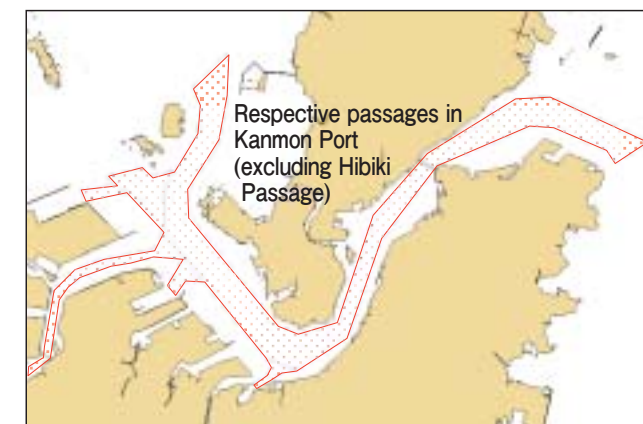 Respective passages in
Kanmon Port
(excluding Hibiki
Passage)